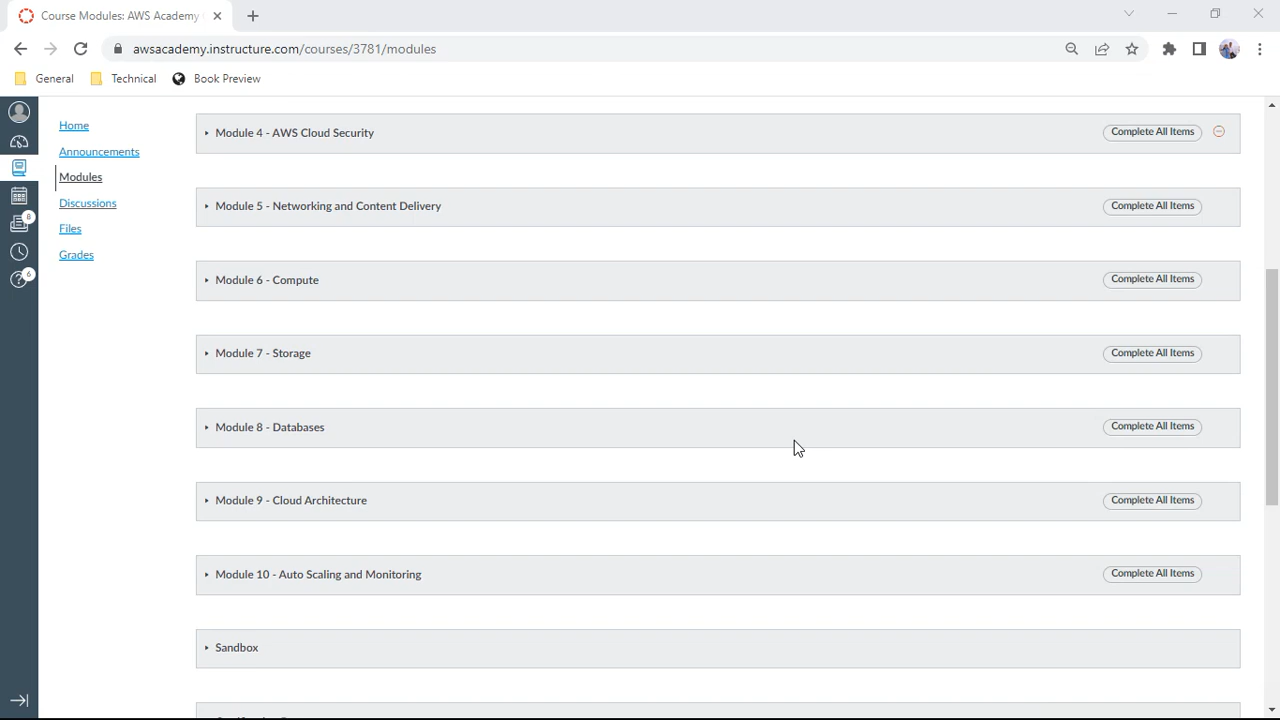 Course Modules: AWS Academy
awsacademy.instructure.com/courses/3781/modules
General
Technical
Book Preview
8
6
Home
Announcements
Modules
Discussions
Files
Grades
Module 4 - AWS Cloud Security
Complete All Items
Module 5 - Networking and Content Delivery
Complete All Items
Module 6 - Compute
Complete All Items
Module 7 - Storage
Complete All Items
Module 8 - Databases
Complete All Items
Module 9 - Cloud Architecture
Complete All Items
Module 10 - Auto Scaling and Monitoring
Complete All Items
Sandbox